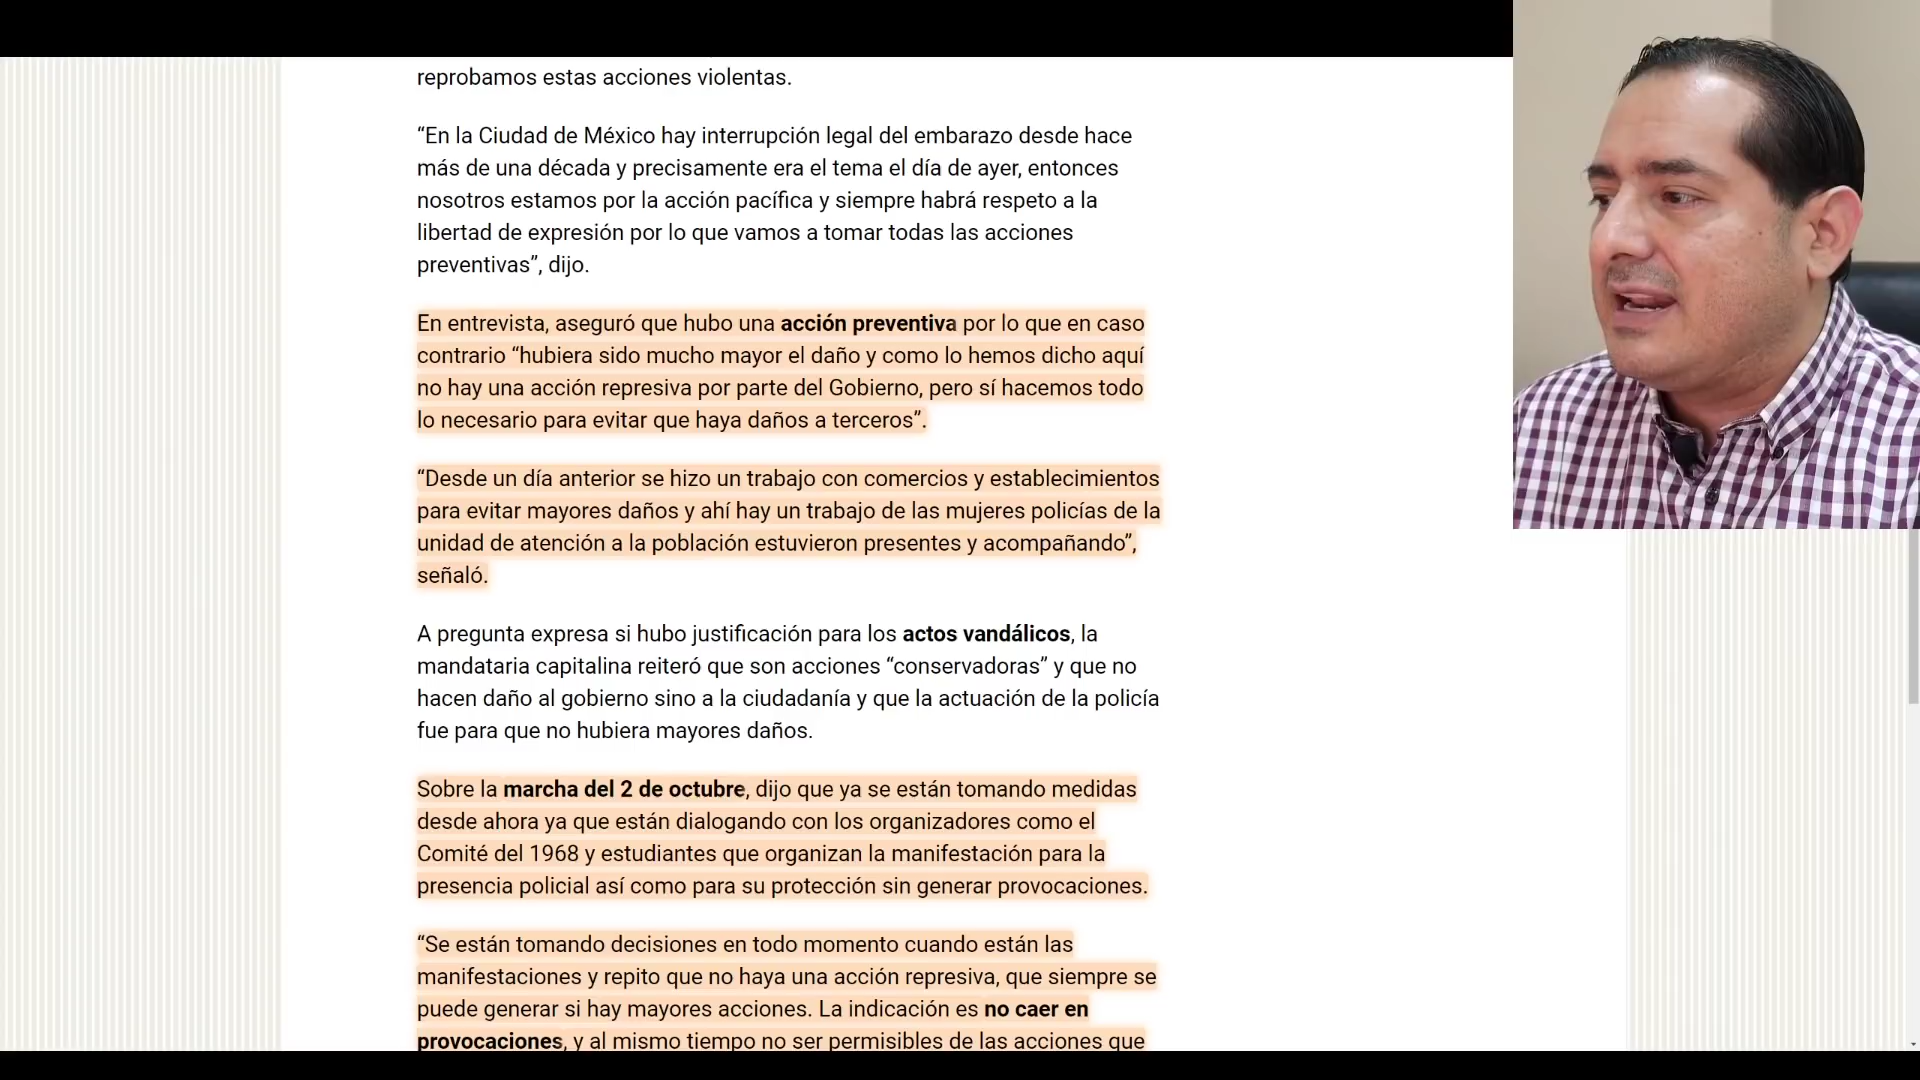 reprobamos estas acciones violentas.
“En la Ciudad de México hay interrupción legal del embarazo desde hace
más de una década y precisamente era el tema el día de ayer, entonces
nosotros estamos por la acción pacífica y siempre habrá respeto a la
libertad de expresión por lo que vamos a tomar todas las acciones
preventivas”, dijo.
En entrevista, aseguró que hubo una acción preventiva por lo que en caso
contrario “hubiera sido mucho mayor el daño y como lo hemos dicho aquí
no hay una acción represiva por parte del Gobierno, pero sí hacemos todo
lo necesario para evitar que haya daños a terceros”.
“Desde un día anterior se hizo un trabajo con comercios y establecimientos
para evitar mayores daños y ahí hay un trabajo de las mujeres policías de la
unidad de atención a la población estuvieron presentes y acompañando”,
señaló.
A pregunta expresa si hubo justificación para los actos vandálicos, la
mandataria capitalina reiteró que son acciones “conservadoras” y que no
hacen daño al gobierno sino a la ciudadanía y que la actuación de la policía
fue para que no hubiera mayores daños.
Sobre la marcha del 2 de octubre, dijo que ya se están tomando medidas
desde ahora ya que están dialogando con los organizadores como el
Comité del 1968 y estudiantes que organizan la manifestación para la
presencia policial así como para su protección sin generar provocaciones.
“Se están tomando decisiones en todo momento cuando están las
manifestaciones y repito que no haya una acción represiva, que siempre se
puede generar si hay mayores acciones. La indicación es no caer en
provocaciones, y al mismo tiempo no ser permisibles de las acciones que